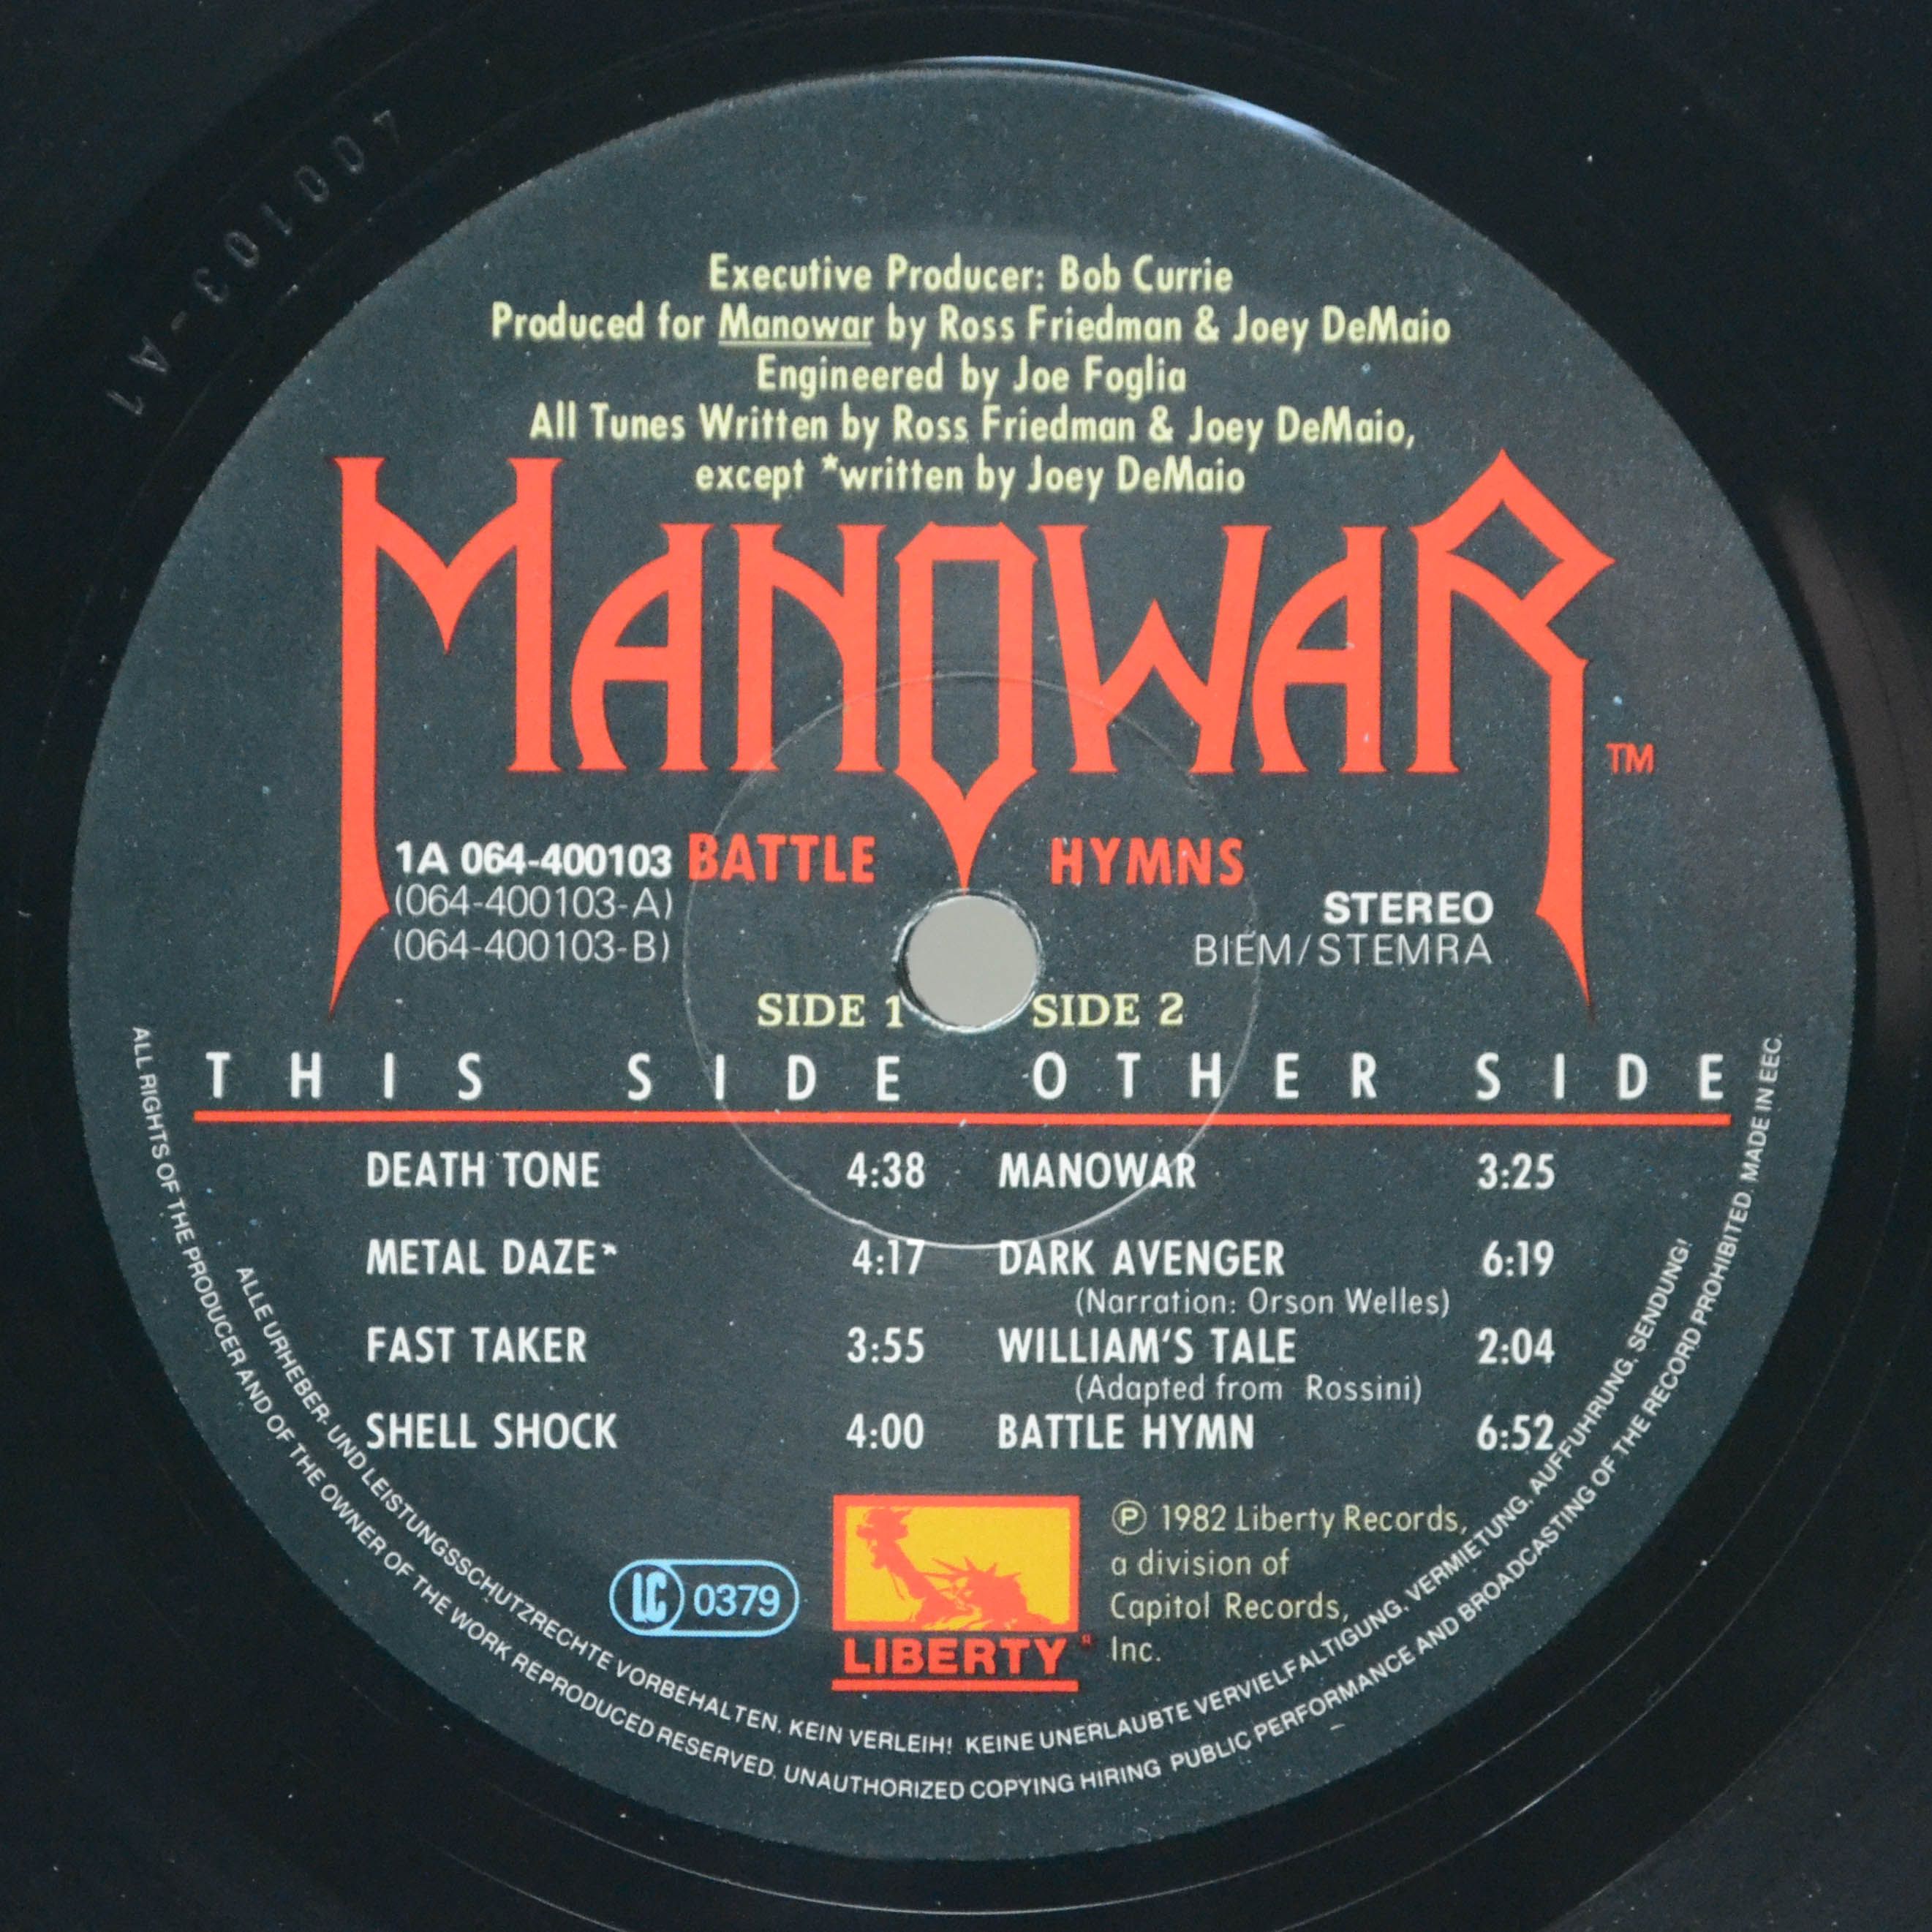 400103-A1
Executive Producer: Bob Currie
Produced for Manowar by Ross Friedman & Joey DeMaio
Engineered by Joe Foglia
All Tunes Written by Ross Friedman & Joey DeMaio,
except *written by Joey DeMaio
MANOWAR TM
1A 064-400103 BATTLE HYMNS
(064-400103-A)
(064-400103-B)
STEREO
BIEM/STEMRA
SIDE 1 SIDE 2
THIS SIDE OTHER SIDE
DEATH TONE 4:38
METAL DAZE* 4:17
FAST TAKER 3:55
SHELL SHOCK 4:00
MANOWAR 3:25
DARK AVENGER 6:19
(Narration: Orson Welles)
WILLIAM'S TALE 2:04
(Adapted from Rossini)
BATTLE HYMN 6:52
LC 0379
LIBERTY
℗ 1982 Liberty Records,
a division of
Capitol Records,
Inc.
ALLE URHEBER- UND LEISTUNGSSCHUTZRECHTE VORBEHALTEN. KEIN VERLEIH! KEINE UNERLAUBTE VERVIELFALTIGUNG, VERMIETUNG, AUFFUHRUNG, SENDUNG!
ALL RIGHTS OF THE PRODUCER AND OF THE OWNER OF THE WORK REPRODUCED RESERVED. UNAUTHORIZED COPYING HIRING PUBLIC PERFORMANCE AND BROADCASTING OF THE RECORD PROHIBITED. MADE IN EEC.